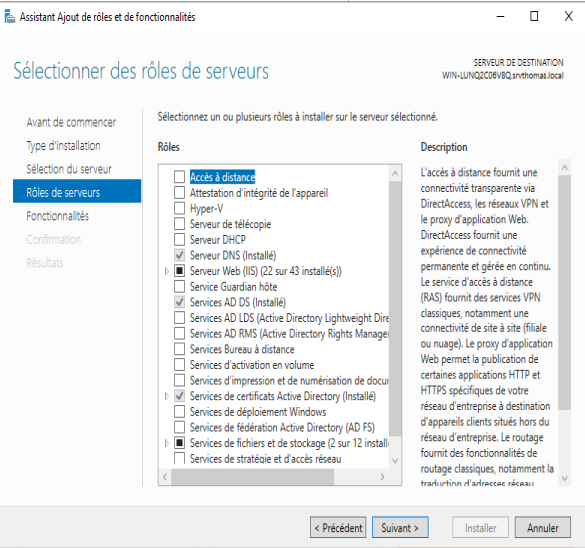 Assistant Ajout de rôles et de fonctionnalités
Sélectionner des rôles de serveurs
SERVEUR DE DESTINATION
WIN-LUNQ2C06V8Q.srvthomas.local
Avant de commencer
Type d'installation
Sélection du serveur
Rôles de serveurs
Fonctionnalités
Confirmation
Résultats
Sélectionnez un ou plusieurs rôles à installer sur le serveur sélectionné.
Rôles
Accès à distance
Attestation d'intégrité de l'appareil
Hyper-V
Serveur de télécopie
Serveur DHCP
Serveur DNS (Installé)
Serveur Web (IIS) (22 sur 43 installé(s))
Service Guardian hôte
Services AD DS (Installé)
Services AD LDS (Active Directory Lightweight Dire
Services AD RMS (Active Directory Rights Manage
Services Bureau à distance
Services d'activation en volume
Services d'impression et de numérisation de docu
Services de certificats Active Directory (Installé)
Services de déploiement Windows
Services de fédération Active Directory (AD FS)
Services de fichiers et de stockage (2 sur 12 install
Services de stratégie et d'accès réseau
Description
L'accès à distance fournit une
connectivité transparente via
DirectAccess, les réseaux VPN et
le proxy d'application Web.
DirectAccess fournit une
expérience de connectivité
permanente et gérée en continu.
Le service d'accès à distance
(RAS) fournit des services VPN
classiques, notamment une
connectivité de site à site (filiale
ou nuage). Le proxy d'application
Web permet la publication de
certaines applications HTTP et
HTTPS spécifiques de votre
réseau d'entreprise à destination
d'appareils clients situés hors du
réseau d'entreprise. Le routage
fournit des fonctionnalités de
routage classiques, notamment la
traduction d'adresses réseau
< Précédent
Suivant >
Installer
Annuler